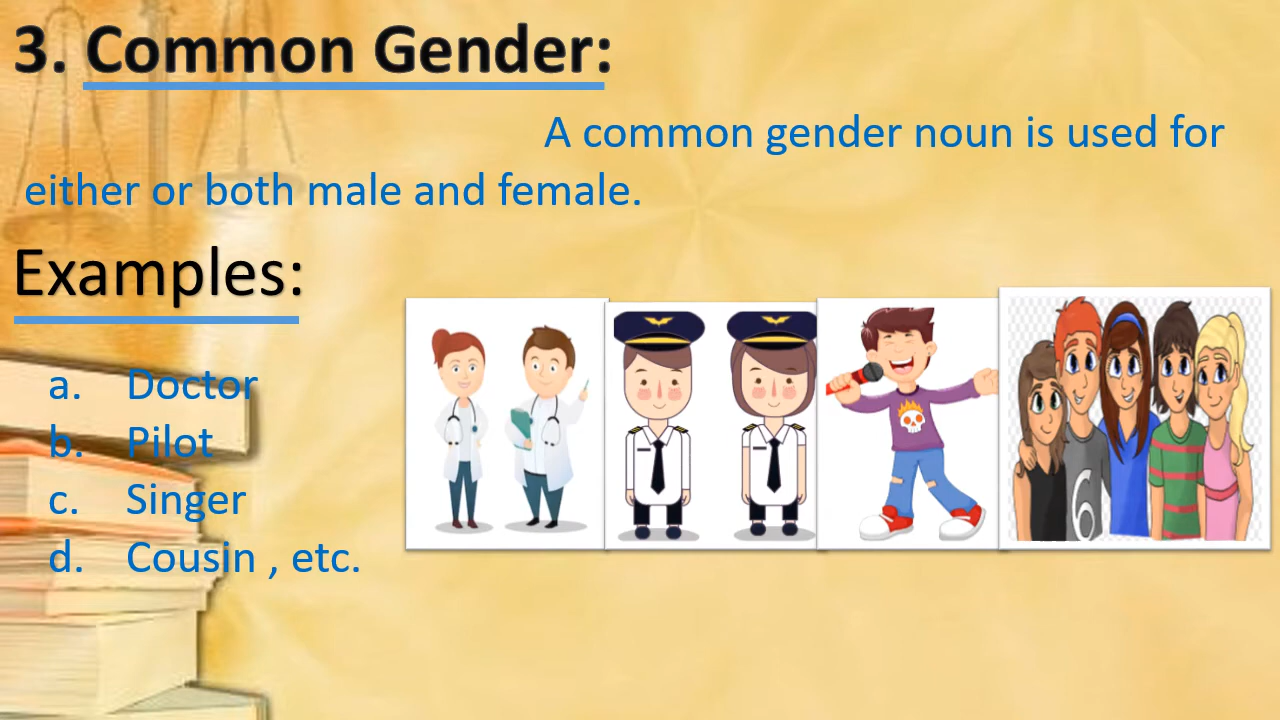 3. Common Gender:
A common gender noun is used for
either or both male and female.
Examples:
a. Doctor
b. Pilot
c. Singer
d. Cousin , etc.
6